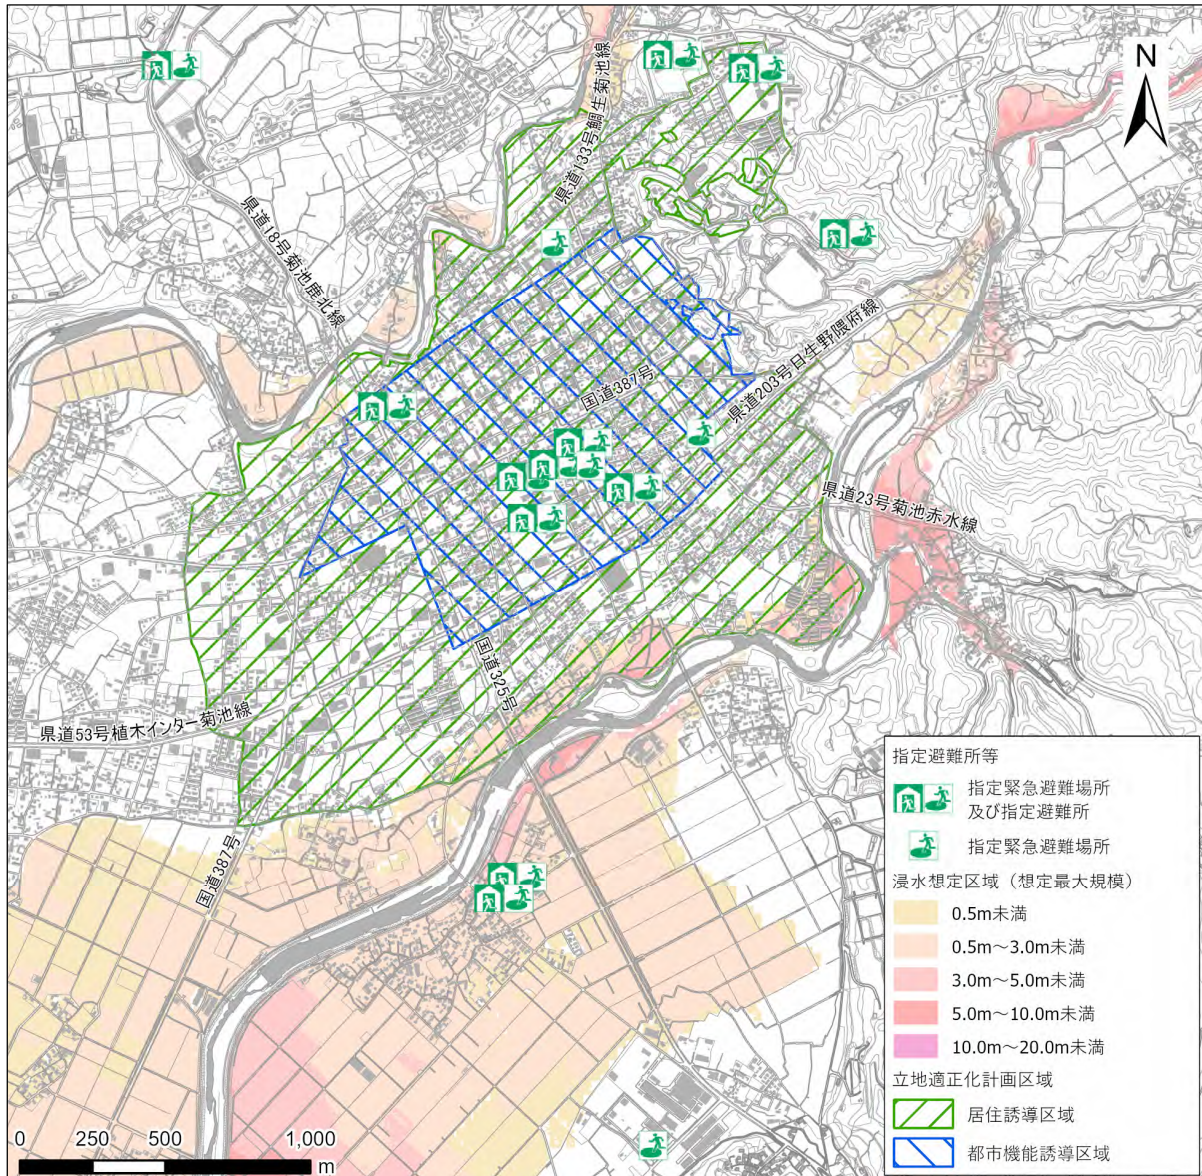 N
県道133号鯛生菊池線
県道18号菊池鹿北線
国道387号
県道203号日生野隈府線
県道23号菊池赤水線
国道325号
県道53号植木インター菊池線
国道387号
指定避難所等
指定緊急避難場所
及び指定避難所
指定緊急避難場所
浸水想定区域（想定最大規模）
0.5m未満
0.5m～3.0m未満
3.0m～5.0m未満
5.0m～10.0m未満
10.0m～20.0m未満
立地適正化計画区域
居住誘導区域
都市機能誘導区域
0 250 500 1,000
m